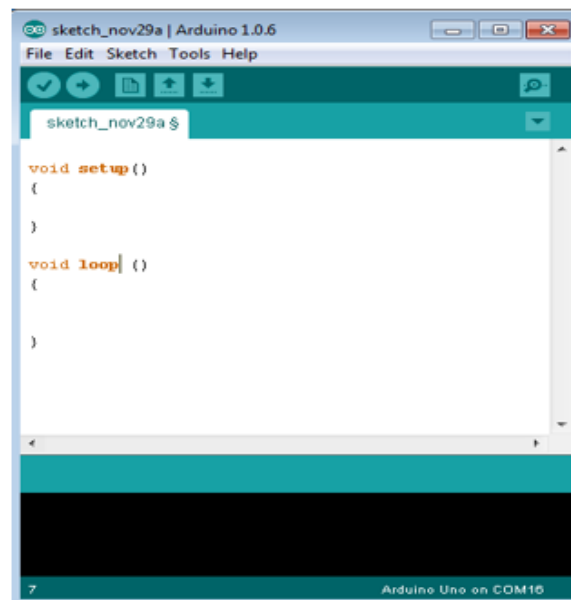 sketch_nov29a | Arduino 1.0.6
File Edit Sketch Tools Help
sketch_nov29a §
void setup()
{
}
void loop ()
{
}
7 Arduino Uno on COM16